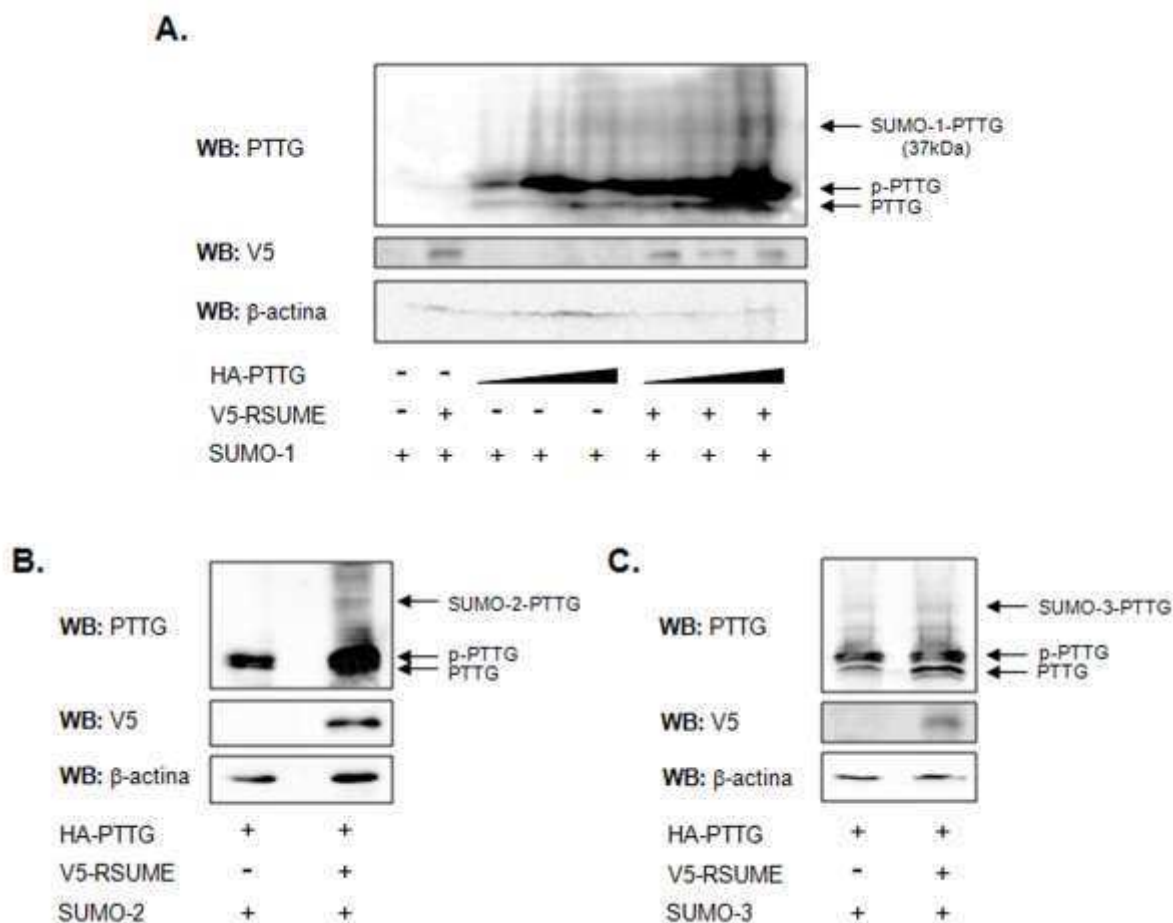 A.
WB: PTTG
SUMO-1-PTTG
(37kDa)
p-PTTG
PTTG
WB: V5
WB: β-actina
HA-PTTG - -
V5-RSUME - + - - - + + +
SUMO-1 + + + + + + + +
B.
WB: PTTG
SUMO-2-PTTG
p-PTTG
PTTG
WB: V5
WB: β-actina
HA-PTTG + +
V5-RSUME - +
SUMO-2 + +
C.
WB: PTTG
SUMO-3-PTTG
p-PTTG
PTTG
WB: V5
WB: β-actina
HA-PTTG + +
V5-RSUME - +
SUMO-3 + +